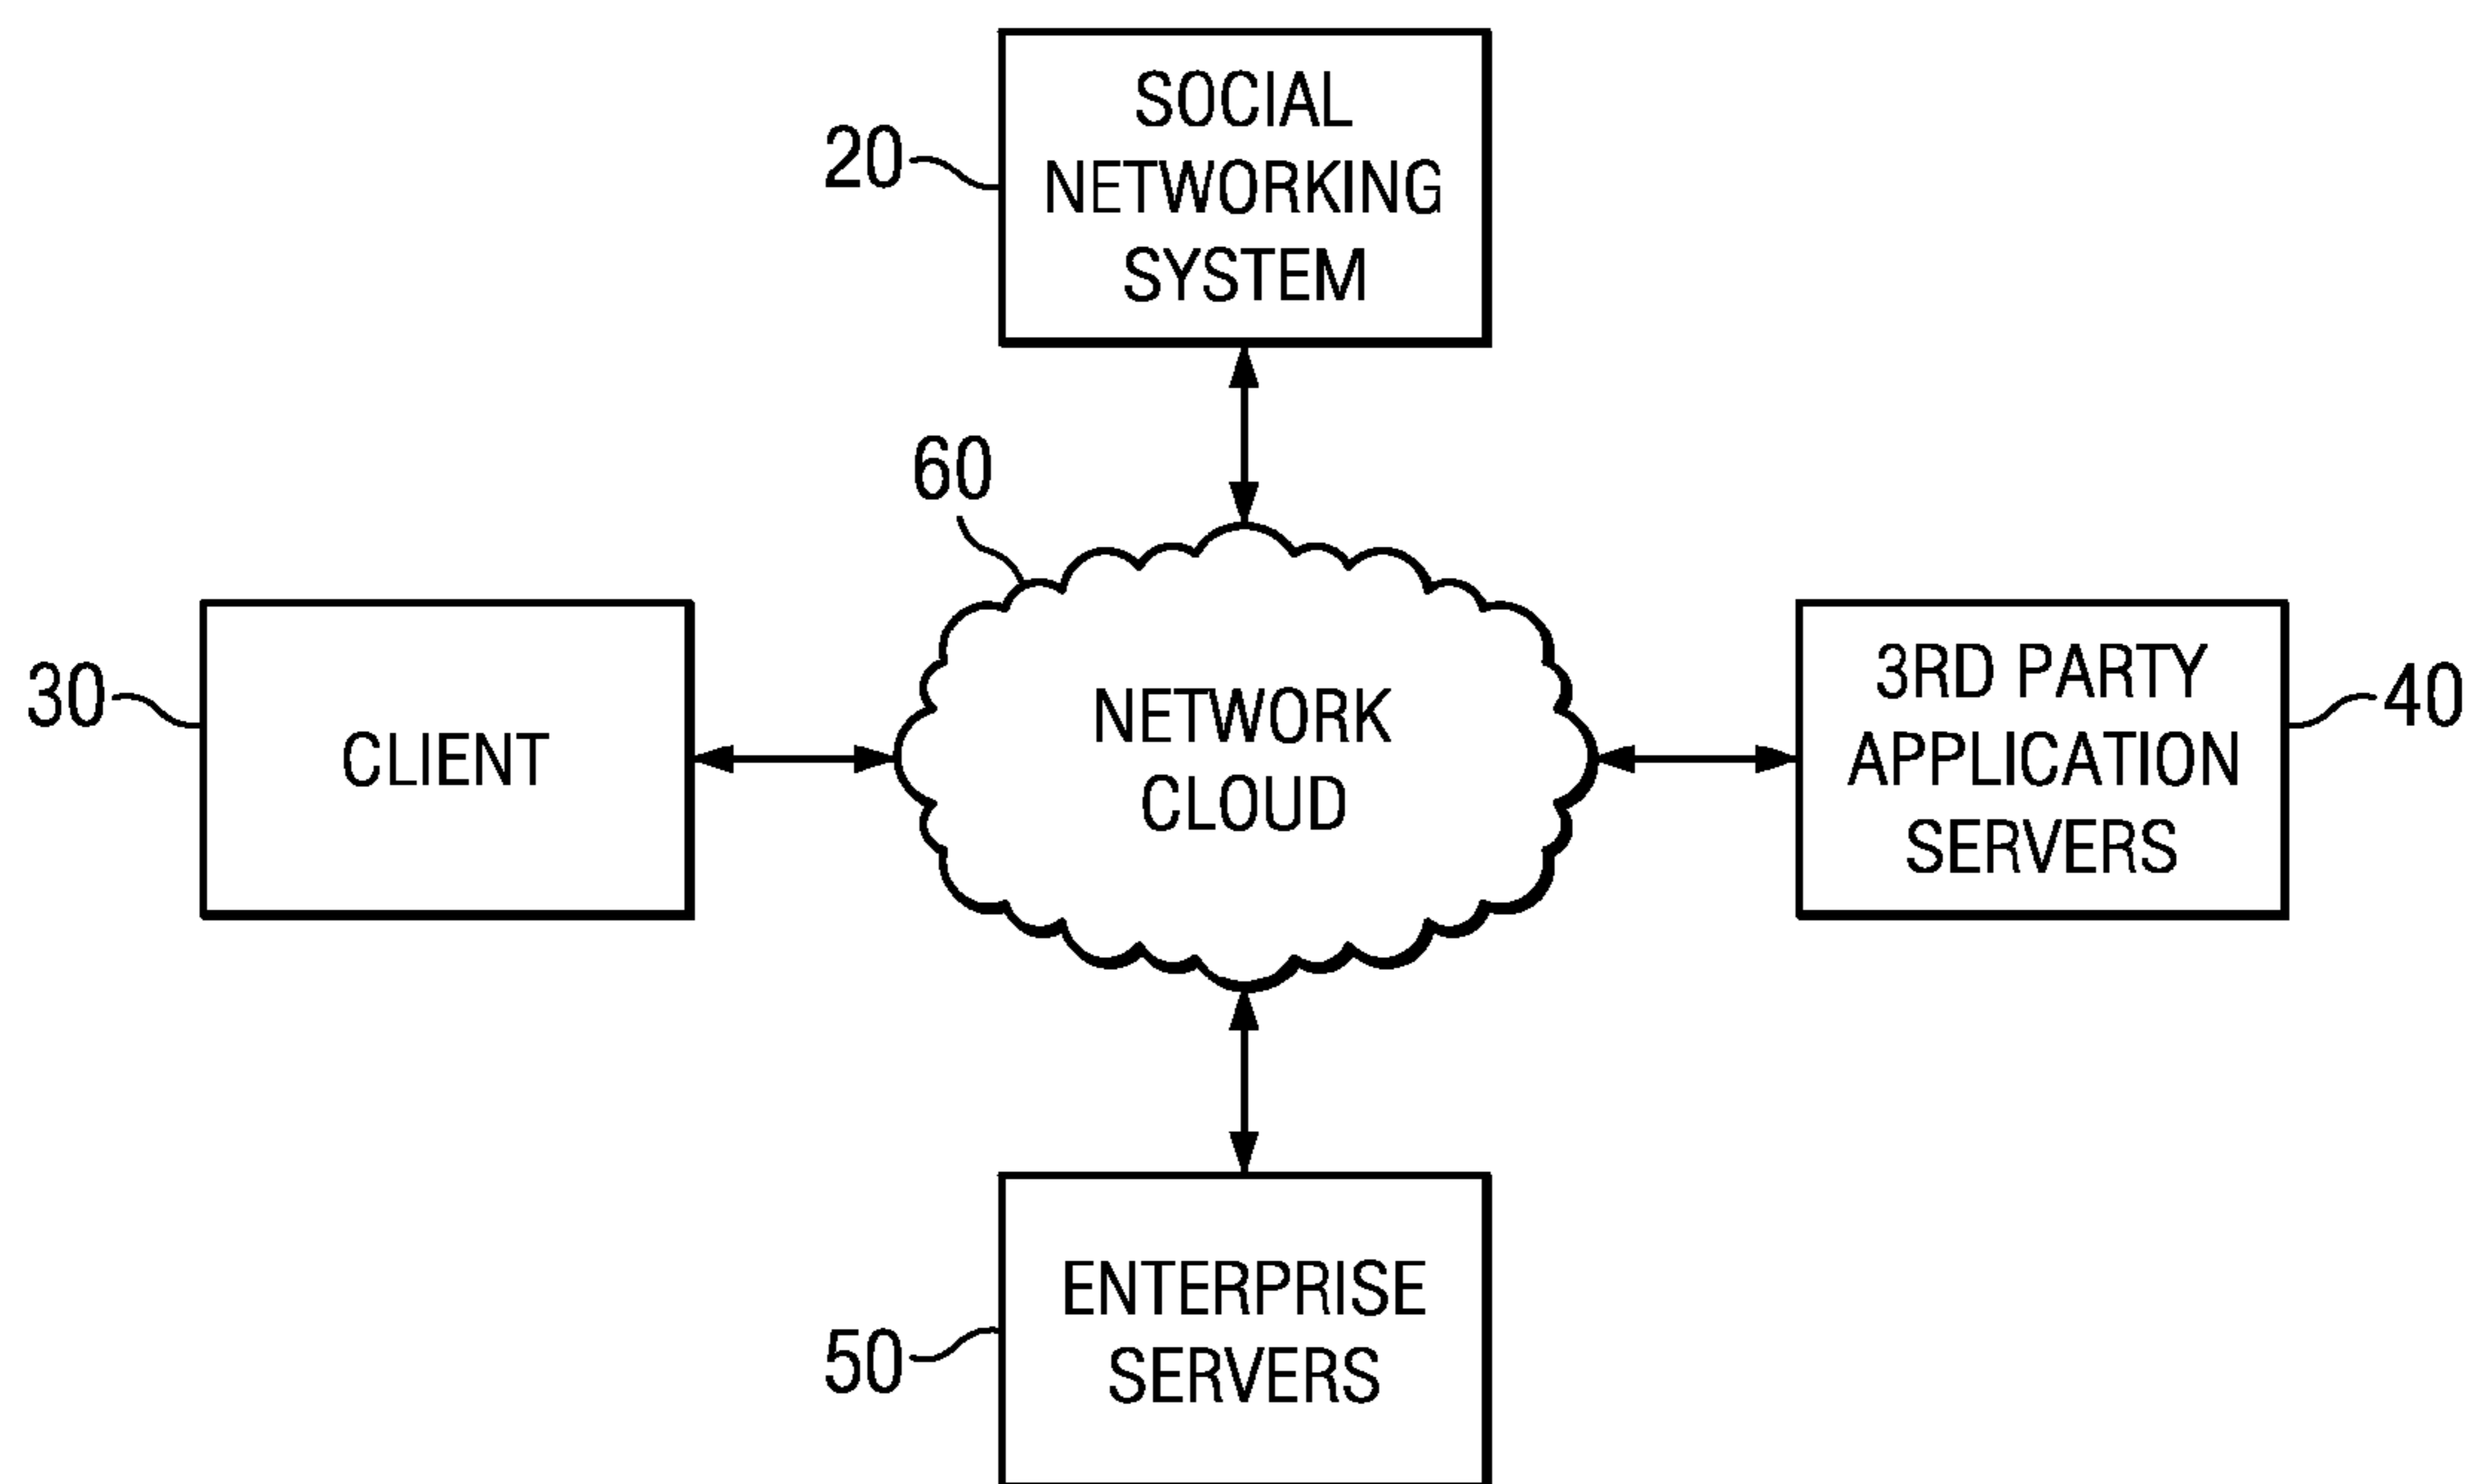 SOCIAL
NETWORKING
SYSTEM
20
60
30
CLIENT
NETWORK
CLOUD
3RD PARTY
APPLICATION
SERVERS
40
ENTERPRISE
SERVERS
50